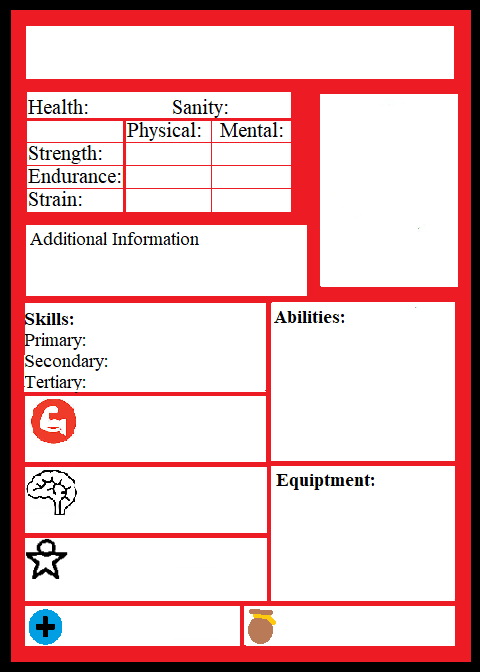 Health: Sanity:
Physical: Mental:
Strength:
Endurance:
Strain:
Additional Information
Skills:
Primary:
Secondary:
Tertiary:
Abilities:
Equiptment: